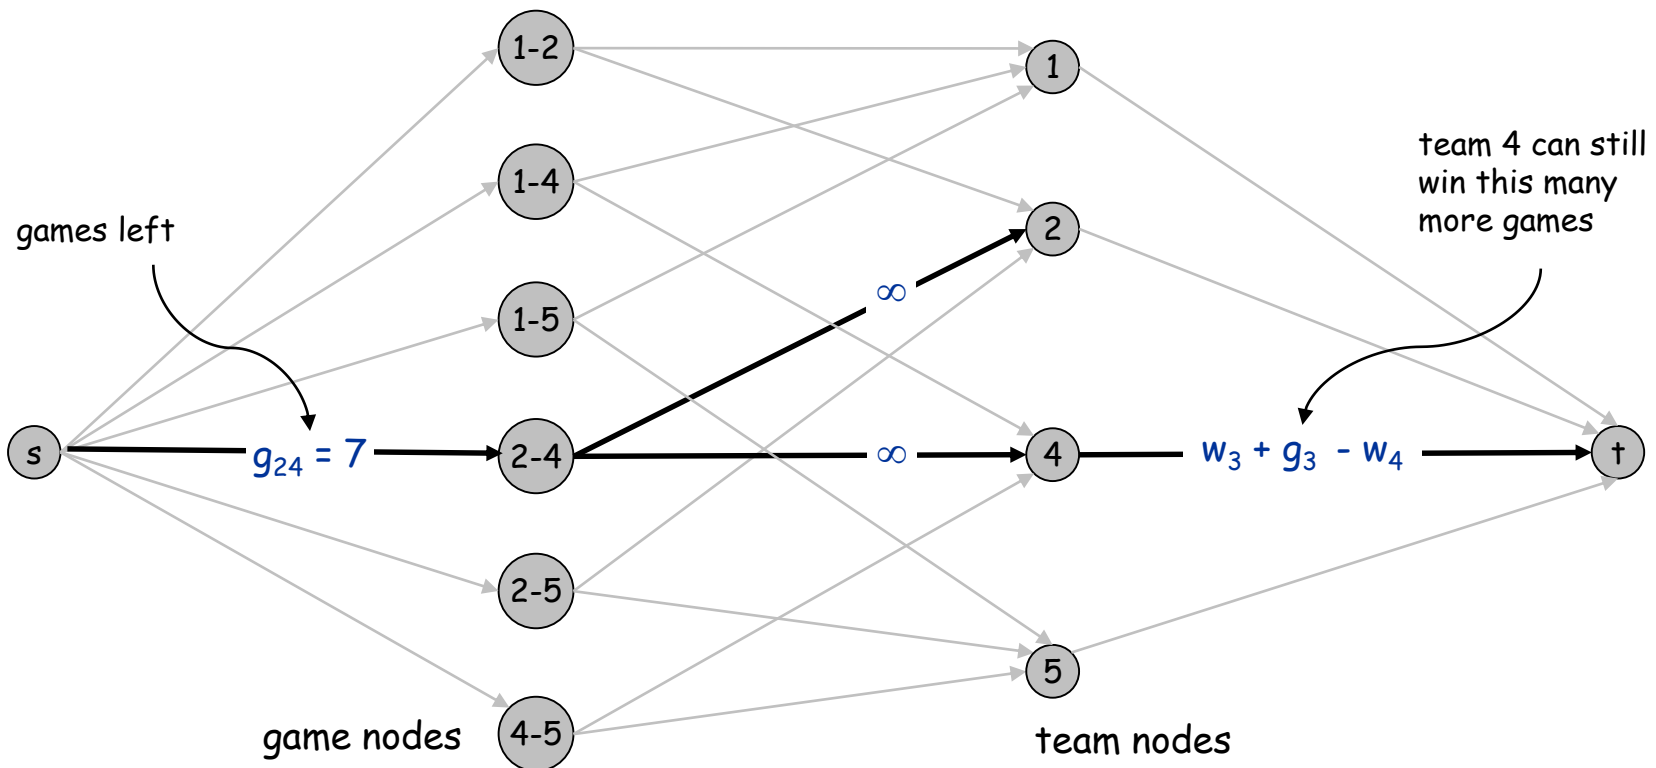 1-2
1
team 4 can still
win this many
more games
1-4
games left
2
∞
1-5
s
g₂₄ = 7
2-4
∞
4
w₃ + g₃ - w₄
t
2-5
5
4-5
game nodes
team nodes